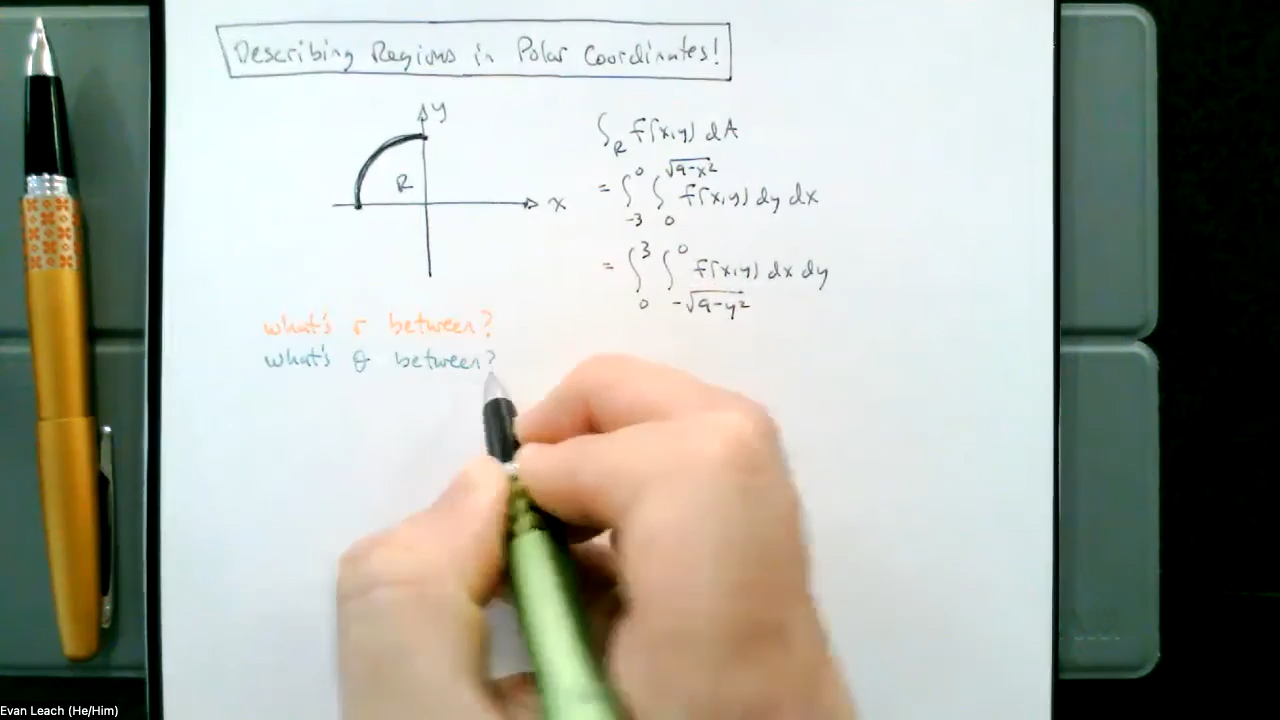 Describing Regions in Polar Coordinates!
y
R
x
∫_R f(x,y) dA
= ∫_{-3}^{0} ∫_{0}^{√(9-x²)} f(x,y) dy dx
= ∫_{0}^{3} ∫_{-√(9-y²)}^{0} f(x,y) dx dy
what's r between?
what's θ between?
Evan Leach (He/Him)